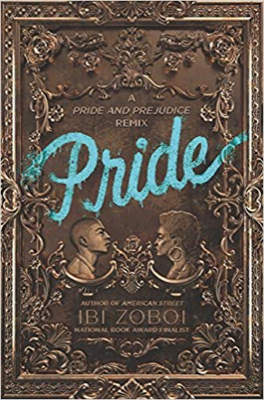 A
PRIDE AND PREJUDICE
REMIX
Pride
AUTHOR OF AMERICAN STREET
IBI ZOBOI
NATIONAL BOOK AWARD FINALIST